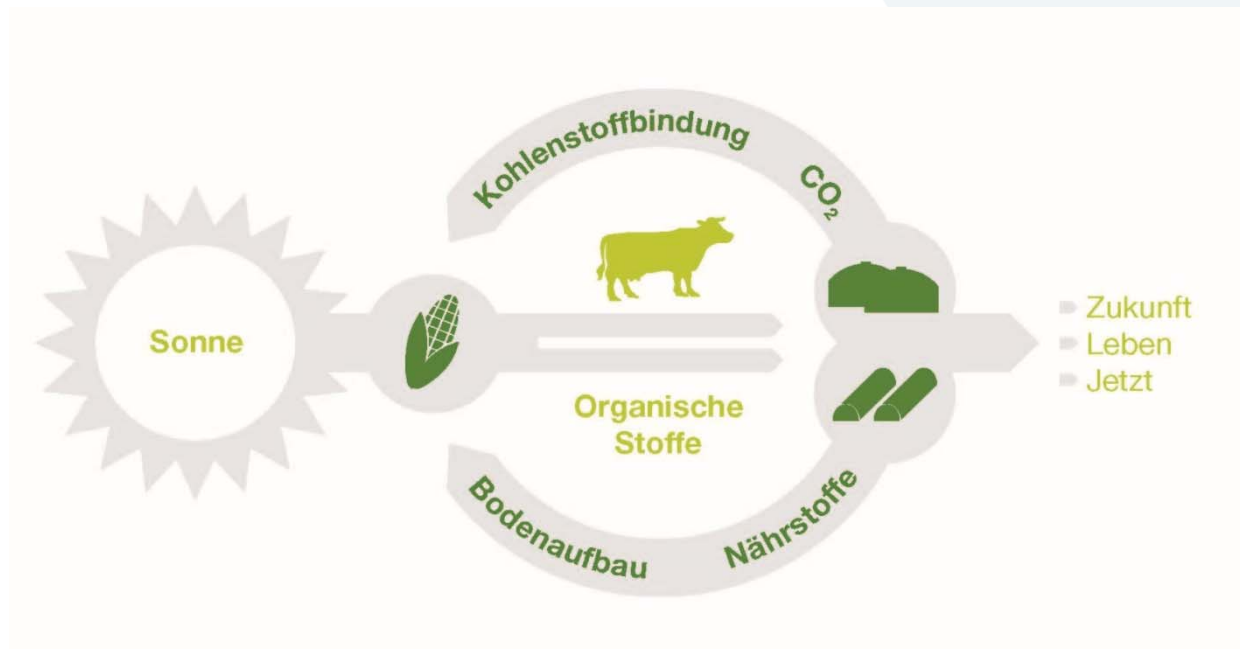 Kohlenstoffbindung
CO₂
Sonne
Organische
Stoffe
Zukunft
Leben
Jetzt
Bodenaufbau
Nährstoffe